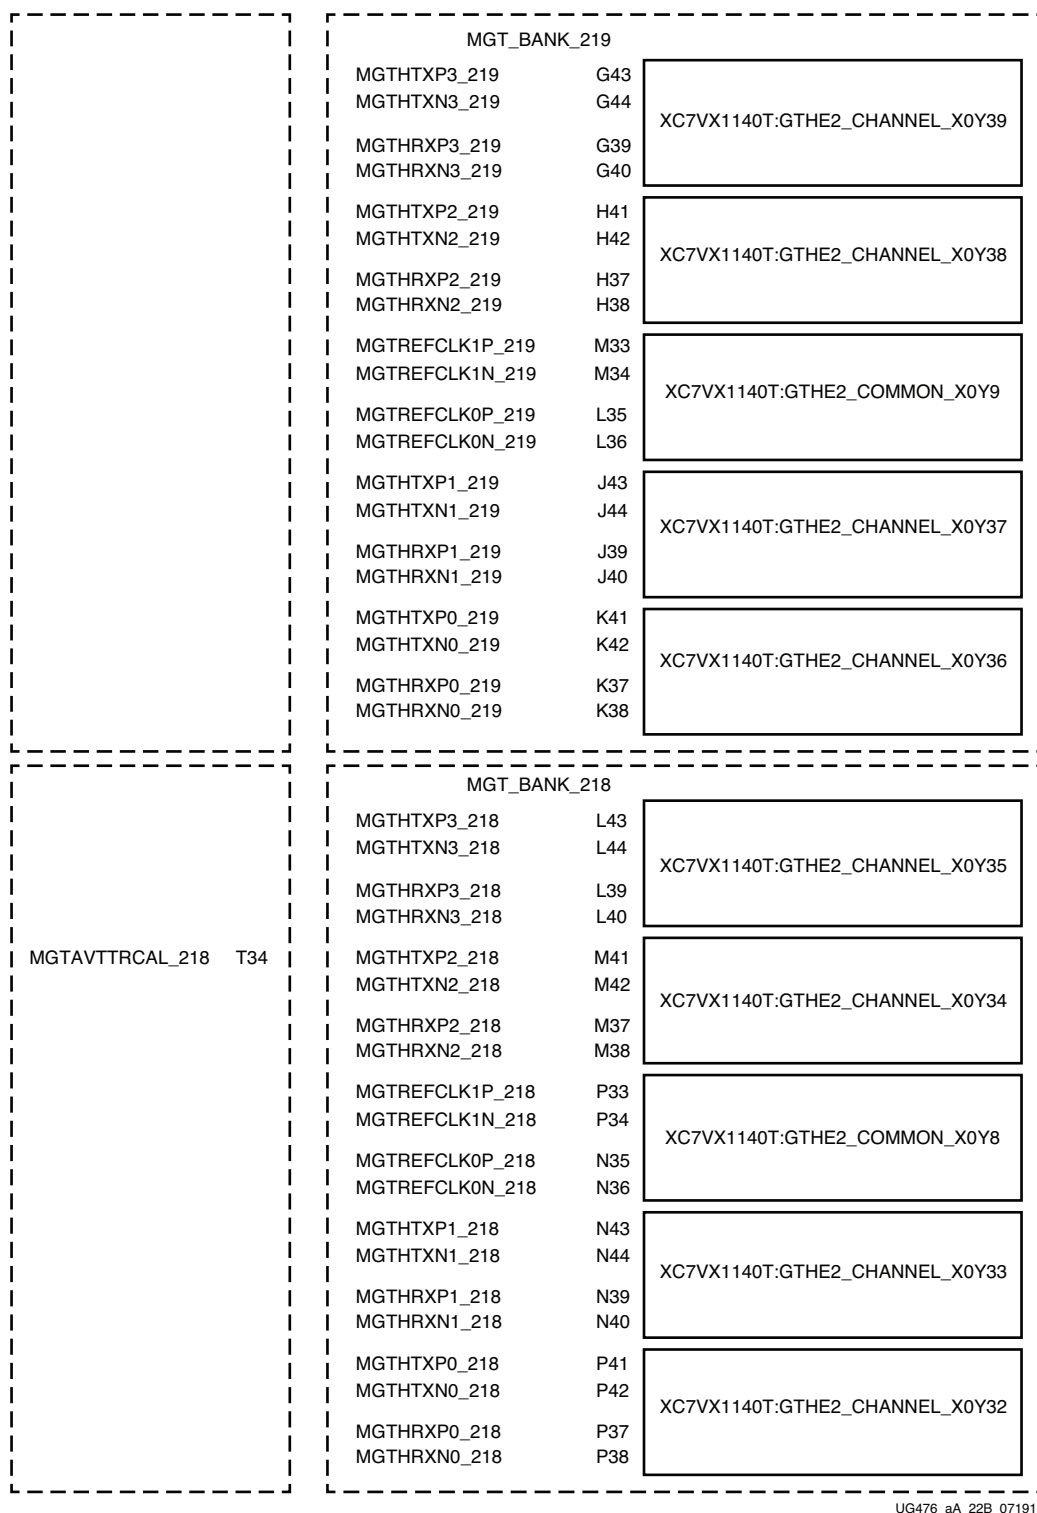 MGT_BANK_219
MGTHTXP3_219 G43
MGTHTXN3_219 G44
XC7VX1140T:GTHE2_CHANNEL_X0Y39
MGTHRXP3_219 G39
MGTHRXN3_219 G40
MGTHTXP2_219 H41
MGTHTXN2_219 H42
XC7VX1140T:GTHE2_CHANNEL_X0Y38
MGTHRXP2_219 H37
MGTHRXN2_219 H38
MGTREFCLK1P_219 M33
MGTREFCLK1N_219 M34
XC7VX1140T:GTHE2_COMMON_X0Y9
MGTREFCLK0P_219 L35
MGTREFCLK0N_219 L36
MGTHTXP1_219 J43
MGTHTXN1_219 J44
XC7VX1140T:GTHE2_CHANNEL_X0Y37
MGTHRXP1_219 J39
MGTHRXN1_219 J40
MGTHTXP0_219 K41
MGTHTXN0_219 K42
XC7VX1140T:GTHE2_CHANNEL_X0Y36
MGTHRXP0_219 K37
MGTHRXN0_219 K38
MGT_BANK_218
MGTHTXP3_218 L43
MGTHTXN3_218 L44
XC7VX1140T:GTHE2_CHANNEL_X0Y35
MGTHRXP3_218 L39
MGTHRXN3_218 L40
MGTAVTTRCAL_218 T34
MGTHTXP2_218 M41
MGTHTXN2_218 M42
XC7VX1140T:GTHE2_CHANNEL_X0Y34
MGTHRXP2_218 M37
MGTHRXN2_218 M38
MGTREFCLK1P_218 P33
MGTREFCLK1N_218 P34
XC7VX1140T:GTHE2_COMMON_X0Y8
MGTREFCLK0P_218 N35
MGTREFCLK0N_218 N36
MGTHTXP1_218 N43
MGTHTXN1_218 N44
XC7VX1140T:GTHE2_CHANNEL_X0Y33
MGTHRXP1_218 N39
MGTHRXN1_218 N40
MGTHTXP0_218 P41
MGTHTXN0_218 P42
XC7VX1140T:GTHE2_CHANNEL_X0Y32
MGTHRXP0_218 P37
MGTHRXN0_218 P38
UG476_aA_22B_07191